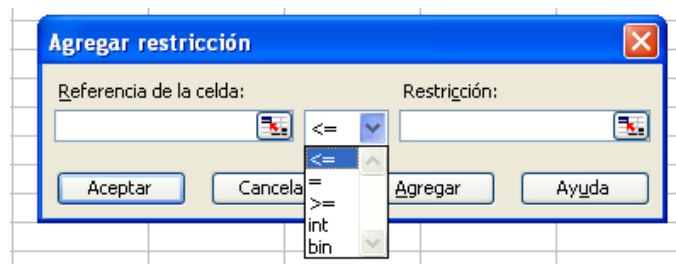 Agregar restricción
Referencia de la celda:
Restricción:
<=
<=
=
>=
int
bin
Aceptar
Cancela
Agregar
Ayuda